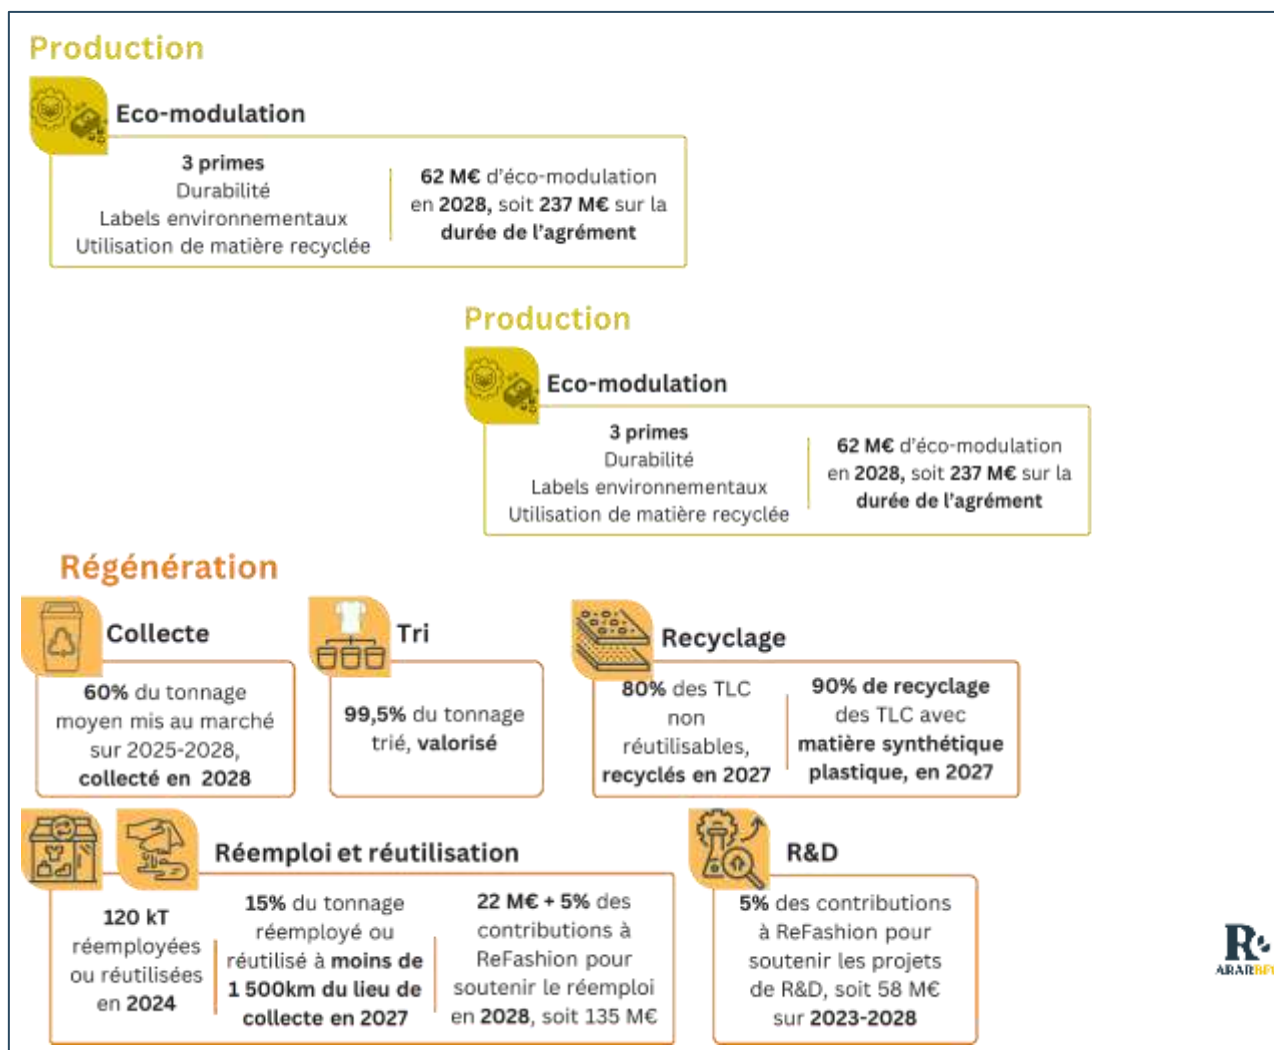 Production
Eco-modulation
3 primes
Durabilité
Labels environnementaux
Utilisation de matière recyclée
62 M€ d'éco-modulation
en 2028, soit 237 M€ sur la
durée de l'agrément
Production
Eco-modulation
3 primes
Durabilité
Labels environnementaux
Utilisation de matière recyclée
62 M€ d'éco-modulation
en 2028, soit 237 M€ sur la
durée de l'agrément
Régénération
Collecte
60% du tonnage
moyen mis au marché
sur 2025-2028,
collecté en 2028
Tri
99,5% du tonnage
trié, valorisé
Recyclage
80% des TLC
non
réutilisables,
recyclés en 2027
90% de recyclage
des TLC avec
matière synthétique
plastique, en 2027
Réemploi et réutilisation
120 kT
réemployées
ou réutilisées
en 2024
15% du tonnage
réemployé ou
réutilisé à moins de
1 500km du lieu de
collecte en 2027
22 M€ + 5% des
contributions à
ReFashion pour
soutenir le réemploi
en 2028, soit 135 M€
R&D
5% des contributions
à ReFashion pour
soutenir les projets
de R&D, soit 58 M€
sur 2023-2028